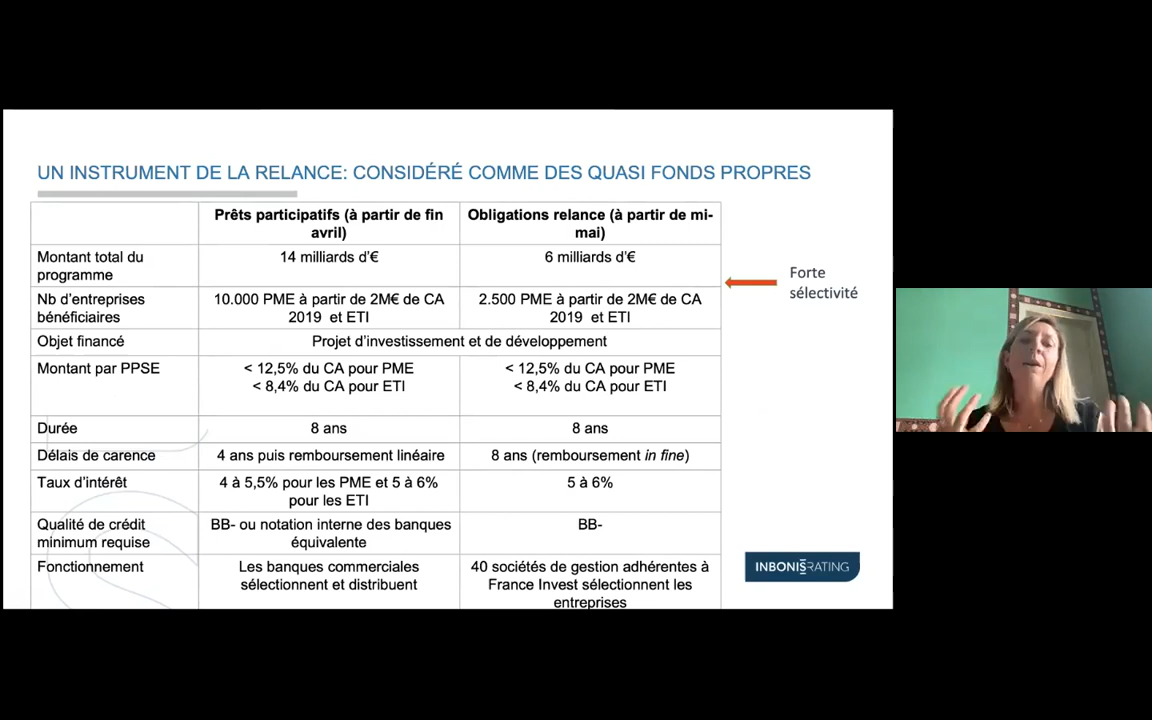 UN INSTRUMENT DE LA RELANCE: CONSIDÉRÉ COMME DES QUASI FONDS PROPRES
Prêts participatifs (à partir de fin
avril)
Obligations relance (à partir de mi-
mai)
Montant total du
programme
14 milliards d'€
6 milliards d'€
Forte
sélectivité
Nb d'entreprises
bénéficiaires
10.000 PME à partir de 2M€ de CA
2019 et ETI
2.500 PME à partir de 2M€ de CA
2019 et ETI
Objet financé
Projet d'investissement et de développement
Montant par PPSE
< 12,5% du CA pour PME
< 8,4% du CA pour ETI
< 12,5% du CA pour PME
< 8,4% du CA pour ETI
Durée
8 ans
8 ans
Délais de carence
4 ans puis remboursement linéaire
8 ans (remboursement in fine)
Taux d'intérêt
4 à 5,5% pour les PME et 5 à 6%
pour les ETI
5 à 6%
Qualité de crédit
minimum requise
BB- ou notation interne des banques
équivalente
BB-
Fonctionnement
Les banques commerciales
sélectionnent et distribuent
40 sociétés de gestion adhérentes à
France Invest sélectionnent les
entreprises
INBONIS RATING